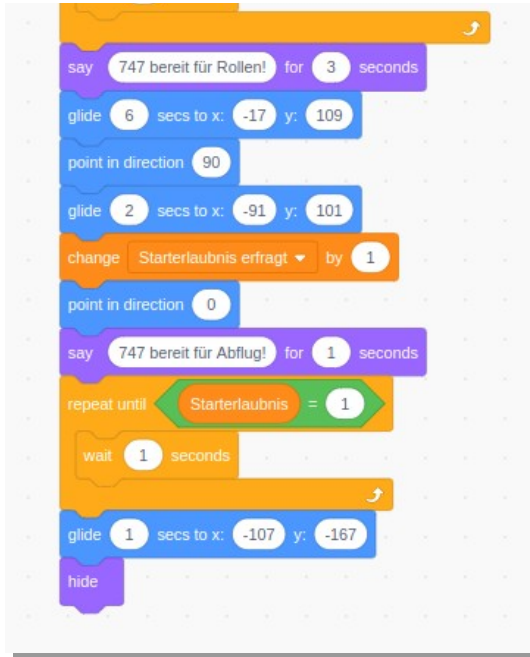 say 747 bereit für Rollen! for 3 seconds
glide 6 secs to x: -17 y: 109
point in direction 90
glide 2 secs to x: -91 y: 101
change Starterlaubnis erfragt by 1
point in direction 0
say 747 bereit für Abflug! for 1 seconds
repeat until Starterlaubnis = 1
wait 1 seconds
glide 1 secs to x: -107 y: -167
hide